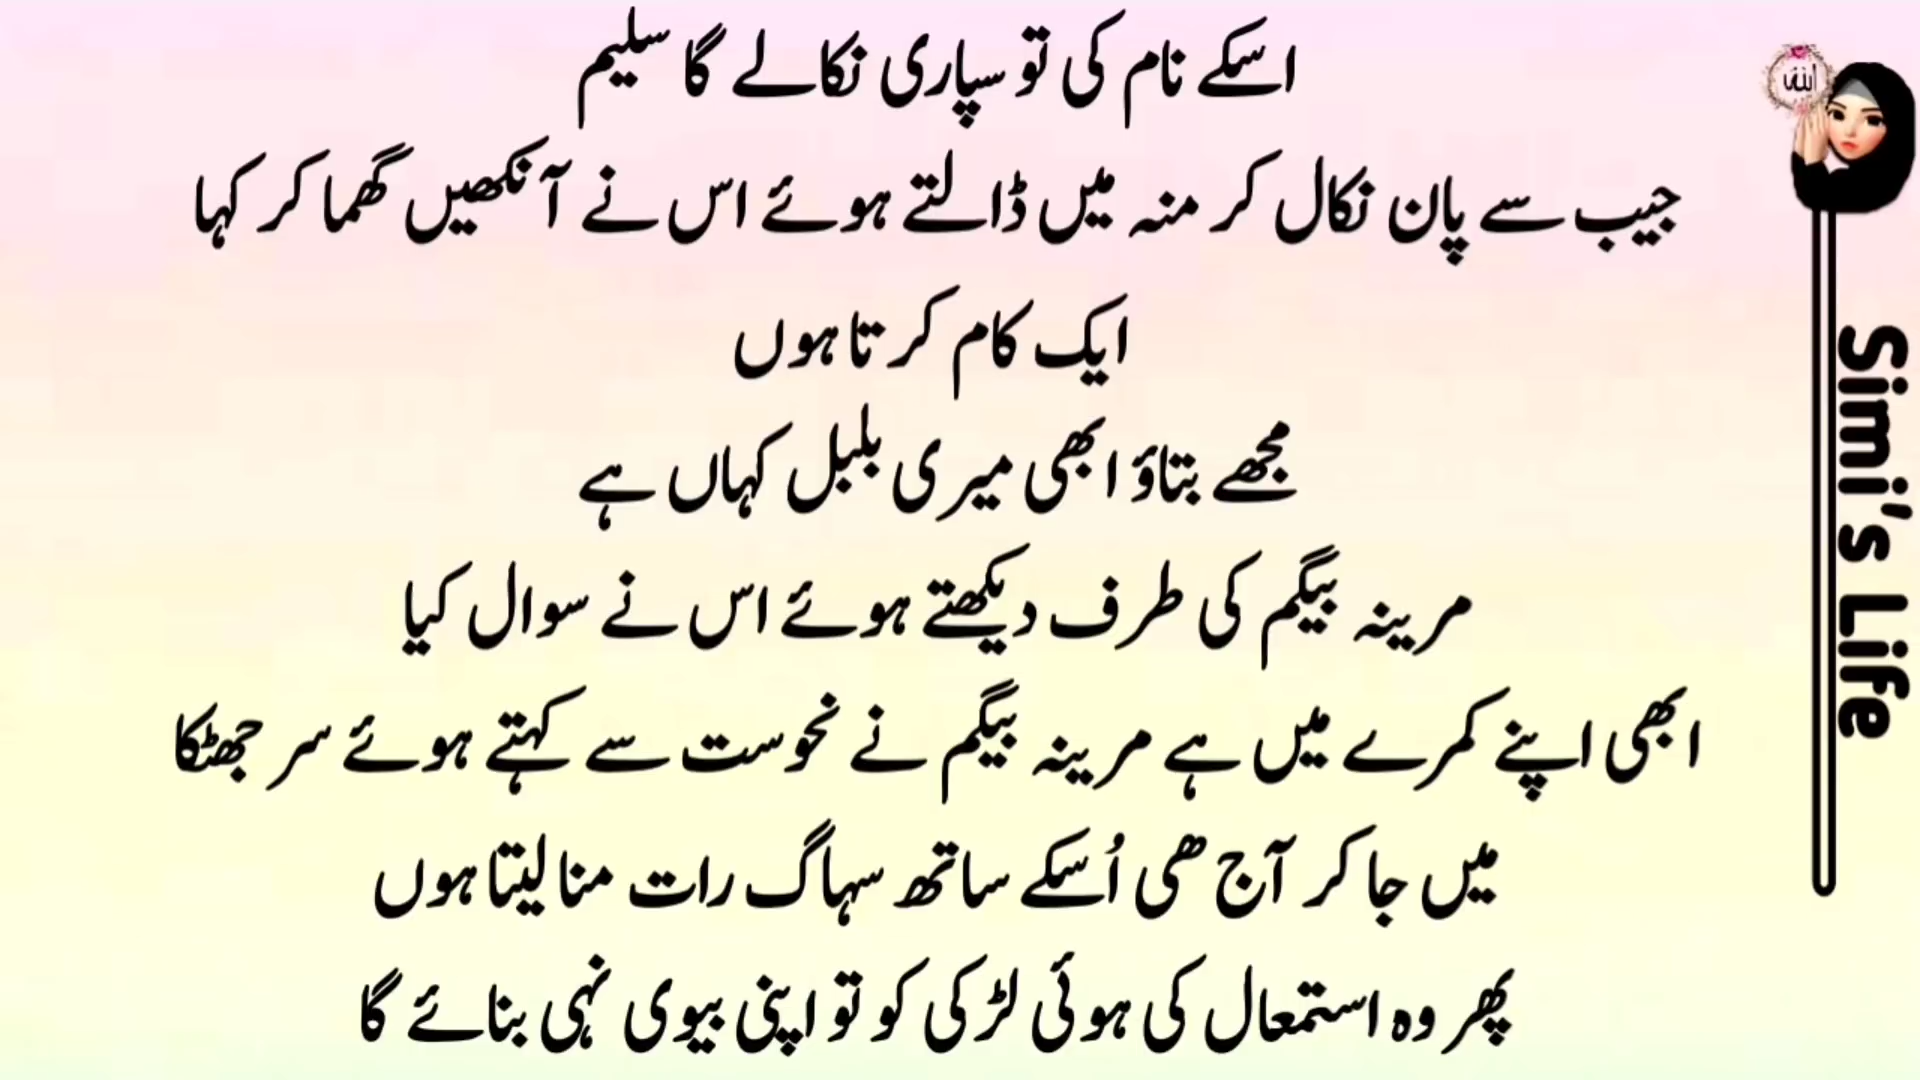 اسکے نام کی تو سپاری نکالے گا سلیم
جیب سے پان نکال کر منہ میں ڈالتے ہوئے اس نے آنکھیں گھما کر کہا
ایک کام کرتا ہوں
مجھے بتاؤ ابھی میری بلبل کہاں ہے
مرینہ بیگم کی طرف دیکھتے ہوئے اس نے سوال کیا
ابھی اپنے کمرے میں ہے مرینہ بیگم نے نخوست سے کہتے ہوئے سر جھٹکا
میں جا کر آج ھی اُسکے ساتھ سہاگ رات منا لیتا ہوں
پھر وہ استمعال کی ہوئی لڑکی کو تو اپنی بیوی نہی بنائے گا
الله
Simi's Life